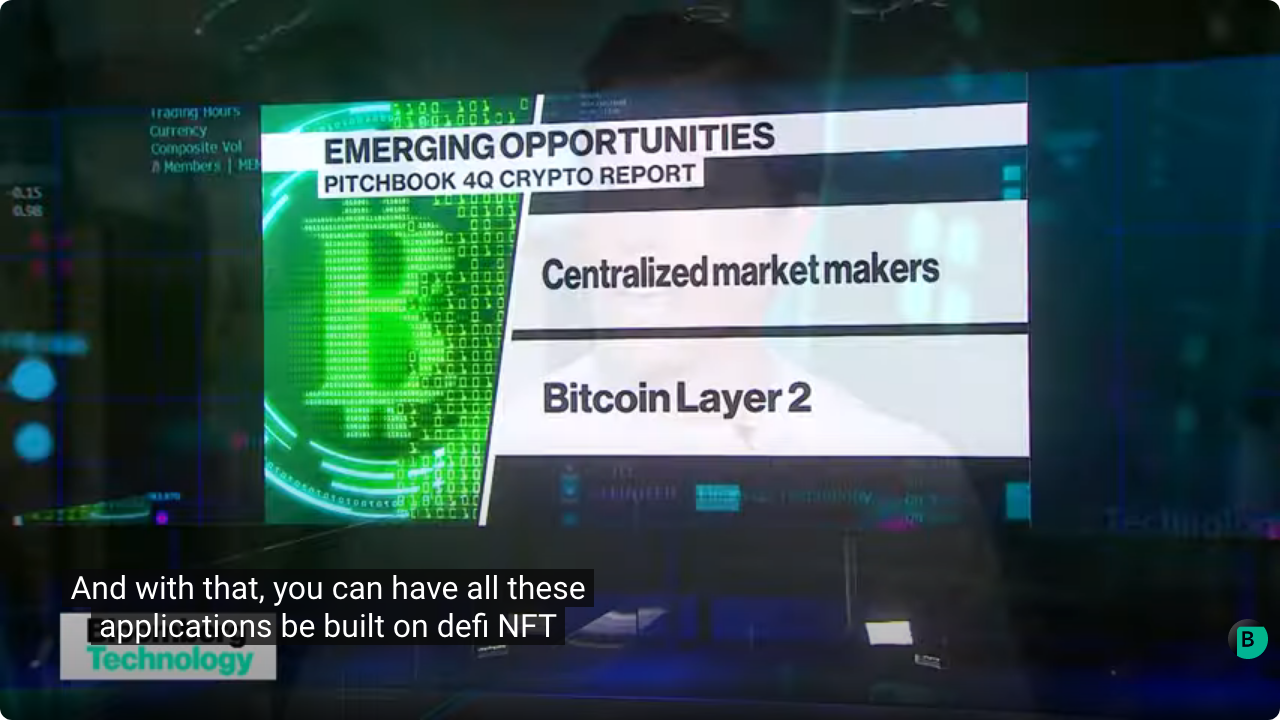 Trading Hours
Currency
Composite Vol
Members |
-0.15
0.98
EMERGING OPPORTUNITIES
PITCHBOOK 4Q CRYPTO REPORT
Centralized market makers
Bitcoin Layer 2
And with that, you can have all these
applications be built on defi NFT
Technology
B